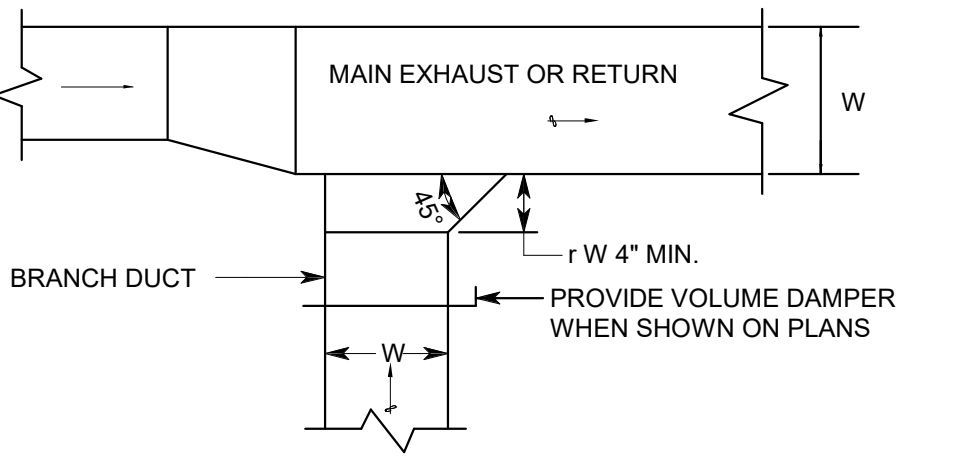 MAIN EXHAUST OR RETURN
W
45°
r W 4" MIN.
BRANCH DUCT
PROVIDE VOLUME DAMPER
WHEN SHOWN ON PLANS
W